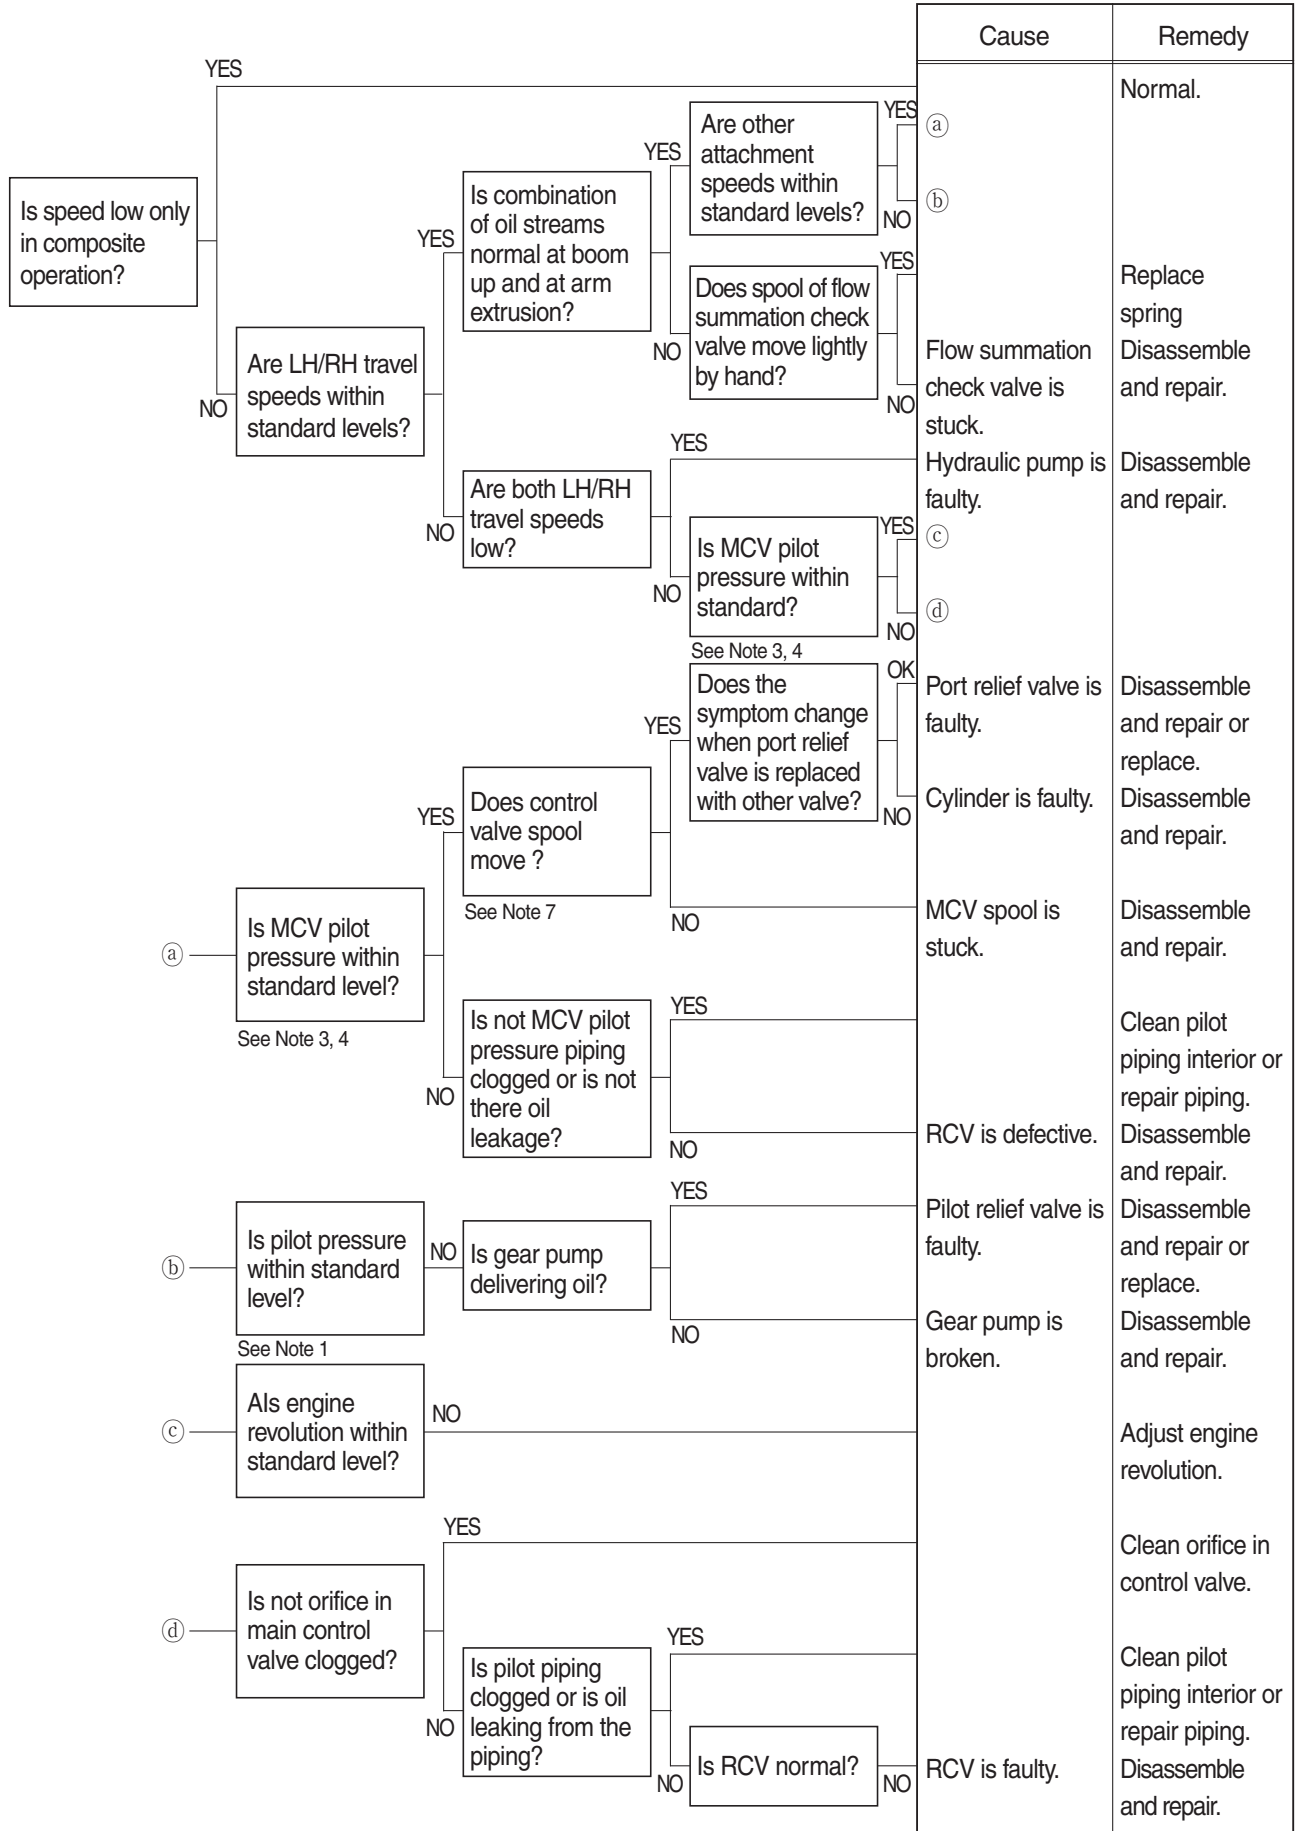 Cause
Remedy
YES
Normal.
Is speed low only
in composite
operation?
NO
Are LH/RH travel
speeds within
standard levels?
YES
Is combination
of oil streams
normal at boom
up and at arm
extrusion?
YES
Are other
attachment
speeds within
standard levels?
YES
ⓐ
NO
ⓑ
NO
Does spool of flow
summation check
valve move lightly
by hand?
YES
Replace
spring
NO
Flow summation
check valve is
stuck.
Disassemble
and repair.
NO
Are both LH/RH
travel speeds
low?
YES
Hydraulic pump is
faulty.
Disassemble
and repair.
NO
Is MCV pilot
pressure within
standard?
See Note 3, 4
YES
ⓒ
NO
ⓓ
ⓐ
Is MCV pilot
pressure within
standard level?
See Note 3, 4
YES
Does control
valve spool
move ?
See Note 7
YES
Does the
symptom change
when port relief
valve is replaced
with other valve?
OK
Port relief valve is
faulty.
Disassemble
and repair or
replace.
NO
Cylinder is faulty.
Disassemble
and repair.
NO
MCV spool is
stuck.
Disassemble
and repair.
NO
Is not MCV pilot
pressure piping
clogged or is not
there oil
leakage?
YES
Clean pilot
piping interior or
repair piping.
NO
RCV is defective.
Disassemble
and repair.
ⓑ
Is pilot pressure
within standard
level?
See Note 1
NO
Is gear pump
delivering oil?
YES
Pilot relief valve is
faulty.
Disassemble
and repair or
replace.
NO
Gear pump is
broken.
Disassemble
and repair.
ⓒ
AIs engine
revolution within
standard level?
NO
Adjust engine
revolution.
ⓓ
Is not orifice in
main control
valve clogged?
YES
Clean orifice in
control valve.
NO
Is pilot piping
clogged or is oil
leaking from the
piping?
YES
Clean pilot
piping interior or
repair piping.
NO
Is RCV normal?
NO
RCV is faulty.
Disassemble
and repair.